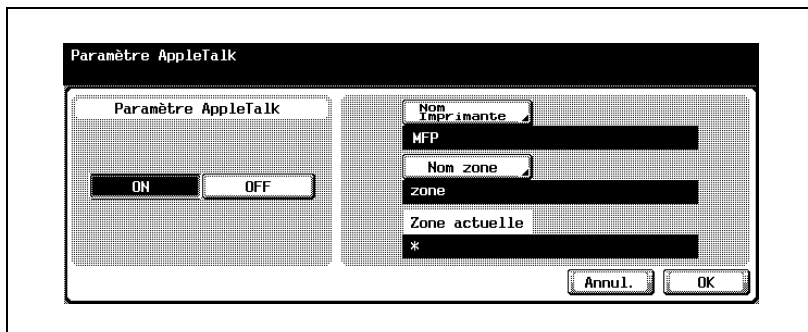 Paramètre AppleTalk
Paramètre AppleTalk
ON
OFF
Nom
Imprimante
MFP
Nom zone
zone
Zone actuelle
*
Annul.
OK